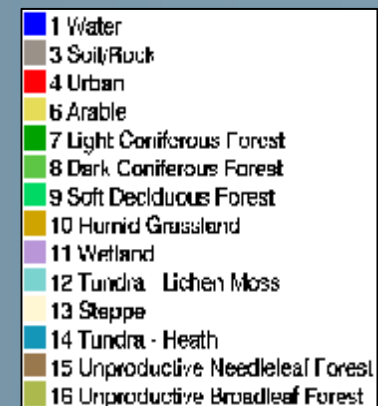 1 Water
3 Soil/Rock
4 Urban
6 Arable
7 Light Coniferous Forest
8 Dark Coniferous Forest
9 Soft Deciduous Forest
10 Humid Grassland
11 Wetland
12 Tundra Lichen Moss
13 Steppe
14 Tundra - Heath
15 Unproductive Needleleaf Forest
16 Unproductive Broadleaf Forest